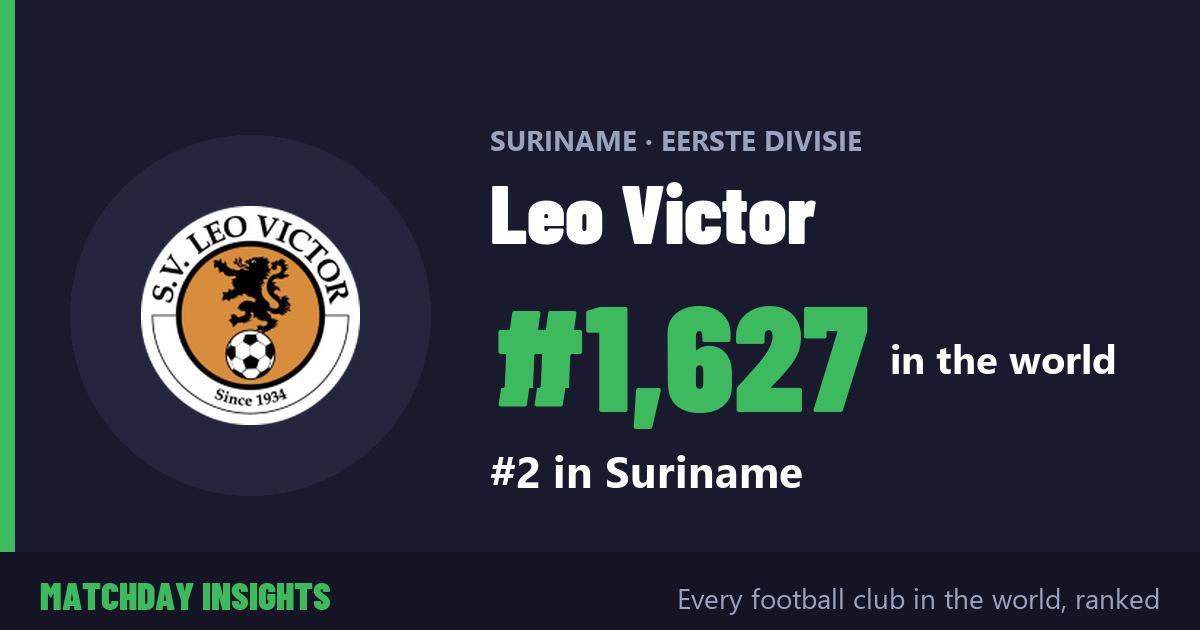 SURINAME · EERSTE DIVISIE
Leo Victor
S.V. LEO VICTOR
Since 1934
#1,627 in the world
#2 in Suriname
MATCHDAY INSIGHTS
Every football club in the world, ranked